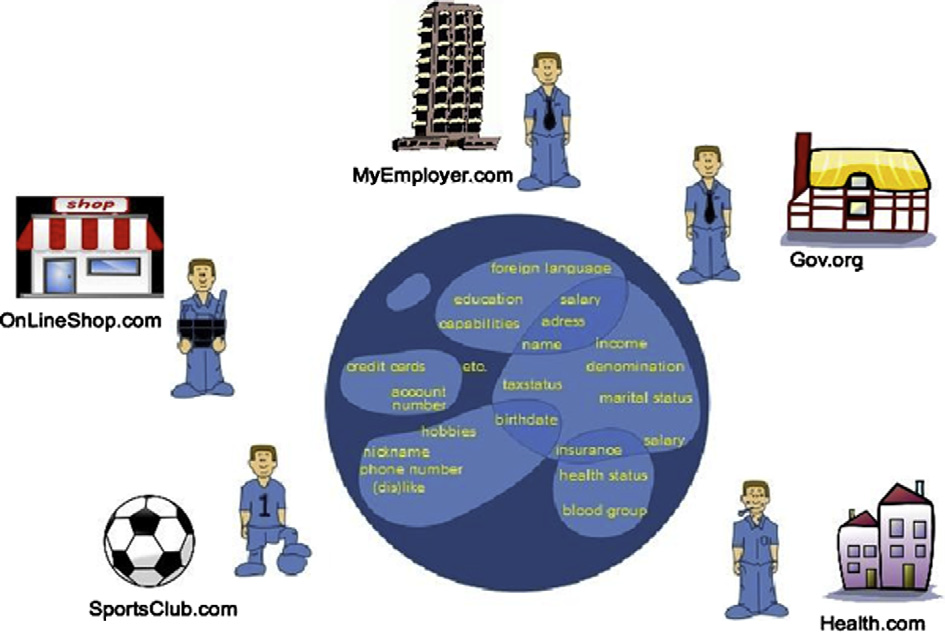 MyEmployer.com
Gov.org
shop
OnLineShop.com
foreign language
education
salary
capabilities
adress
name
income
credit cards
etc.
denomination
taxstatus
account
number
marital status
birthdate
hobbies
salary
nickname
insurance
phone number
health status
(dis)like
blood group
1
SportsClub.com
Health.com